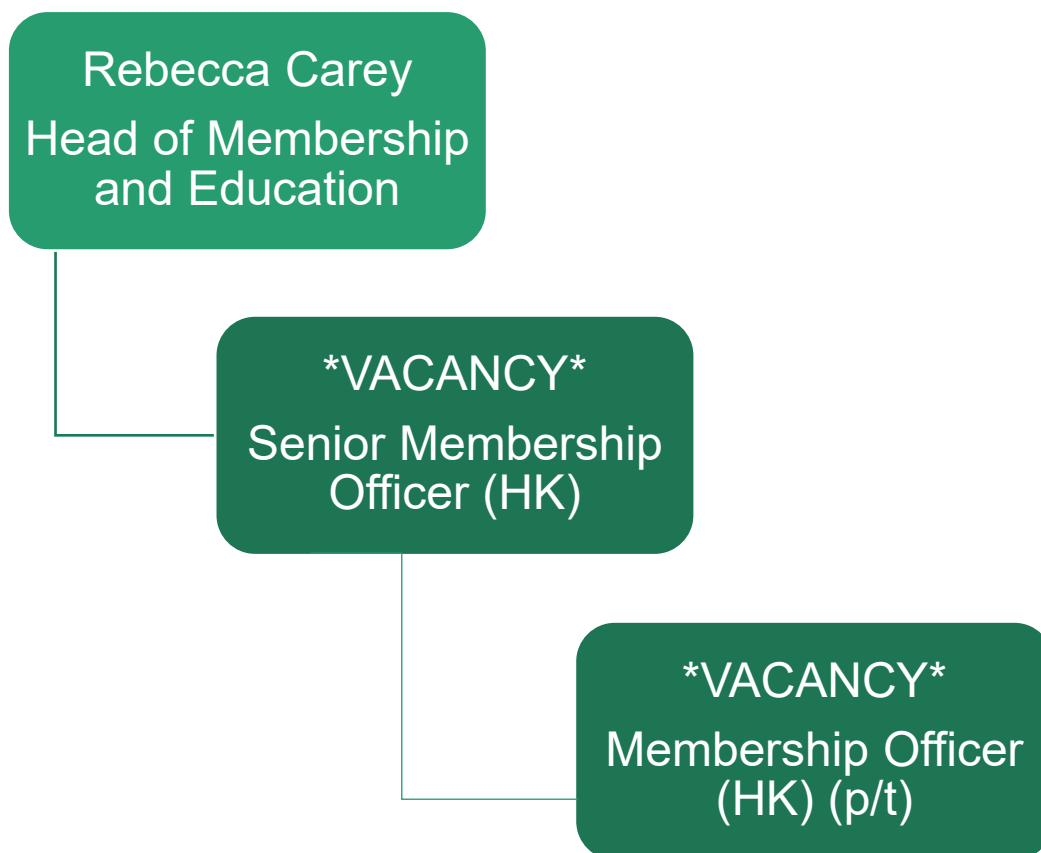 Rebecca Carey
Head of Membership
and Education
*VACANCY*
Senior Membership
Officer (HK)
*VACANCY*
Membership Officer
(HK) (p/t)